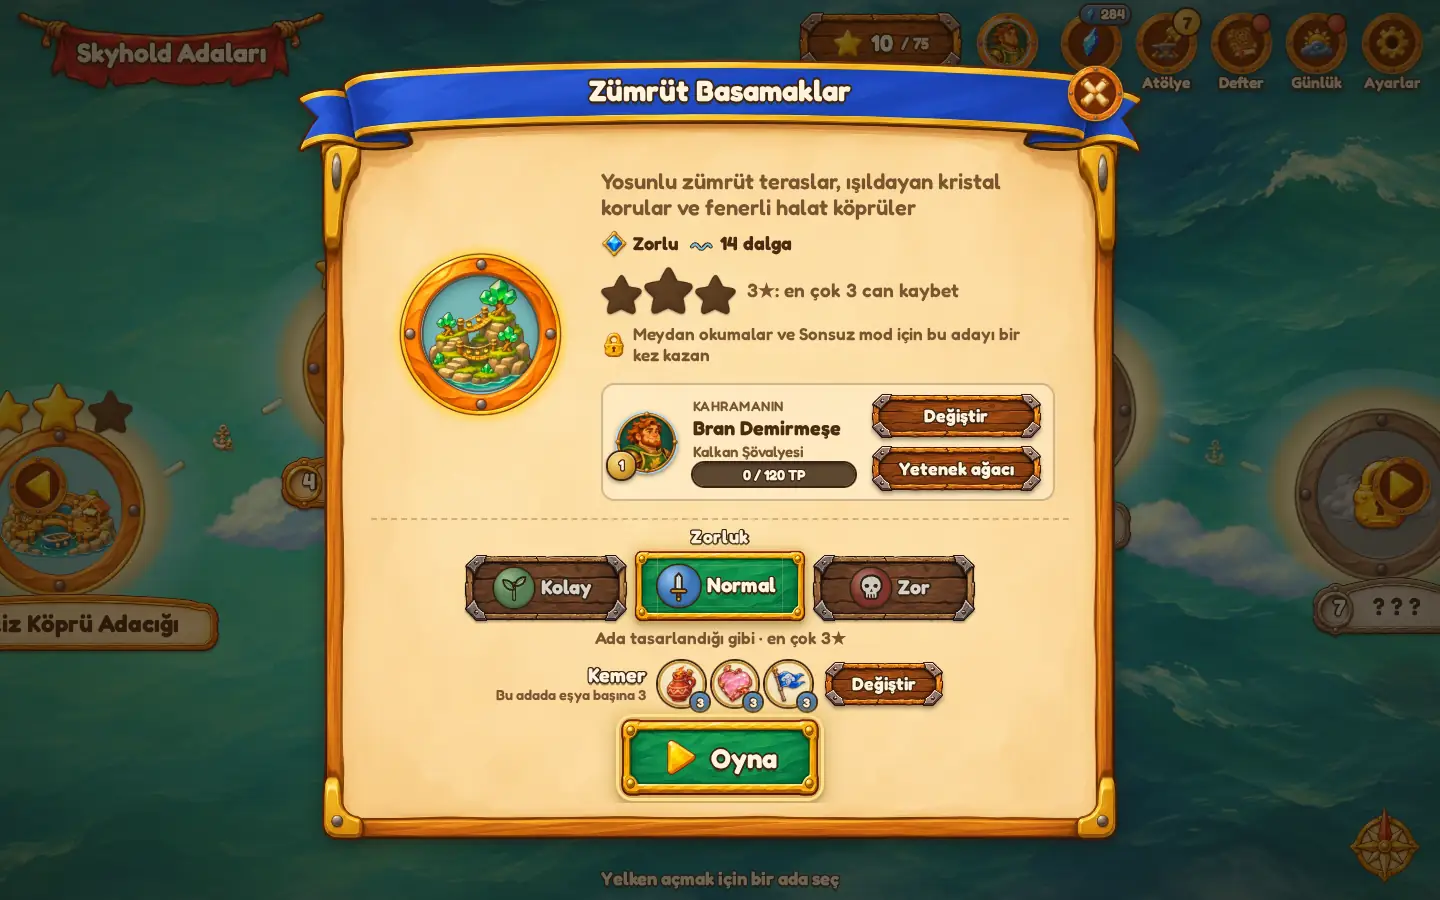 Skyhold Adaları
10 / 75
284
7
Atölye
Defter
Günlük
Ayarlar
Zümrüt Basamaklar
Yosunlu zümrüt teraslar, ışıldayan kristal
korular ve fenerli halat köprüler
Zorlu
14 dalga
3★: en çok 3 can kaybet
Meydan okumalar ve Sonsuz mod için bu adayı bir
kez kazan
KAHRAMANIN
Bran Demirmeşe
Kalkan Şövalyesi
1
0 / 120 TP
Değiştir
Yetenek ağacı
4
iz Köprü Adacığı
7
???
Zorluk
Kolay
Normal
Zor
Ada tasarlandığı gibi · en çok 3★
Kemer
Bu adada eşya başına 3
3
3
3
Değiştir
Oyna
Yelken açmak için bir ada seç